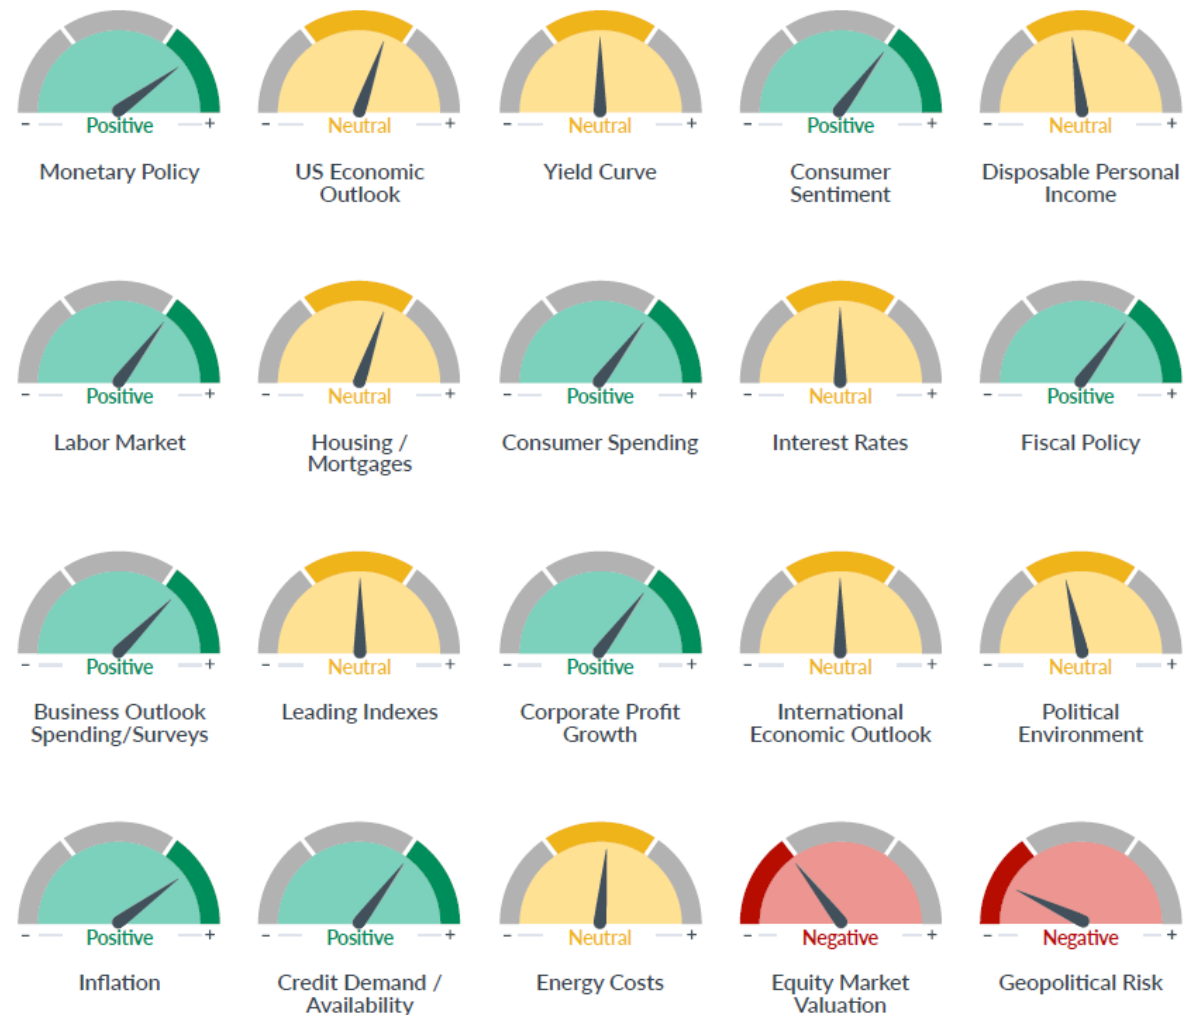 - Positive +
- Neutral +
- Neutral +
- Positive +
- Neutral +
Monetary Policy
US Economic
Outlook
Yield Curve
Consumer
Sentiment
Disposable Personal
Income
- Positive +
- Neutral +
- Positive +
- Neutral +
- Positive +
Labor Market
Housing /
Mortgages
Consumer Spending
Interest Rates
Fiscal Policy
- Positive +
- Neutral +
- Positive +
- Neutral +
- Neutral +
Business Outlook
Spending/Surveys
Leading Indexes
Corporate Profit
Growth
International
Economic Outlook
Political
Environment
- Positive +
- Positive +
- Neutral +
- Negative +
- Negative +
Inflation
Credit Demand /
Availability
Energy Costs
Equity Market
Valuation
Geopolitical Risk